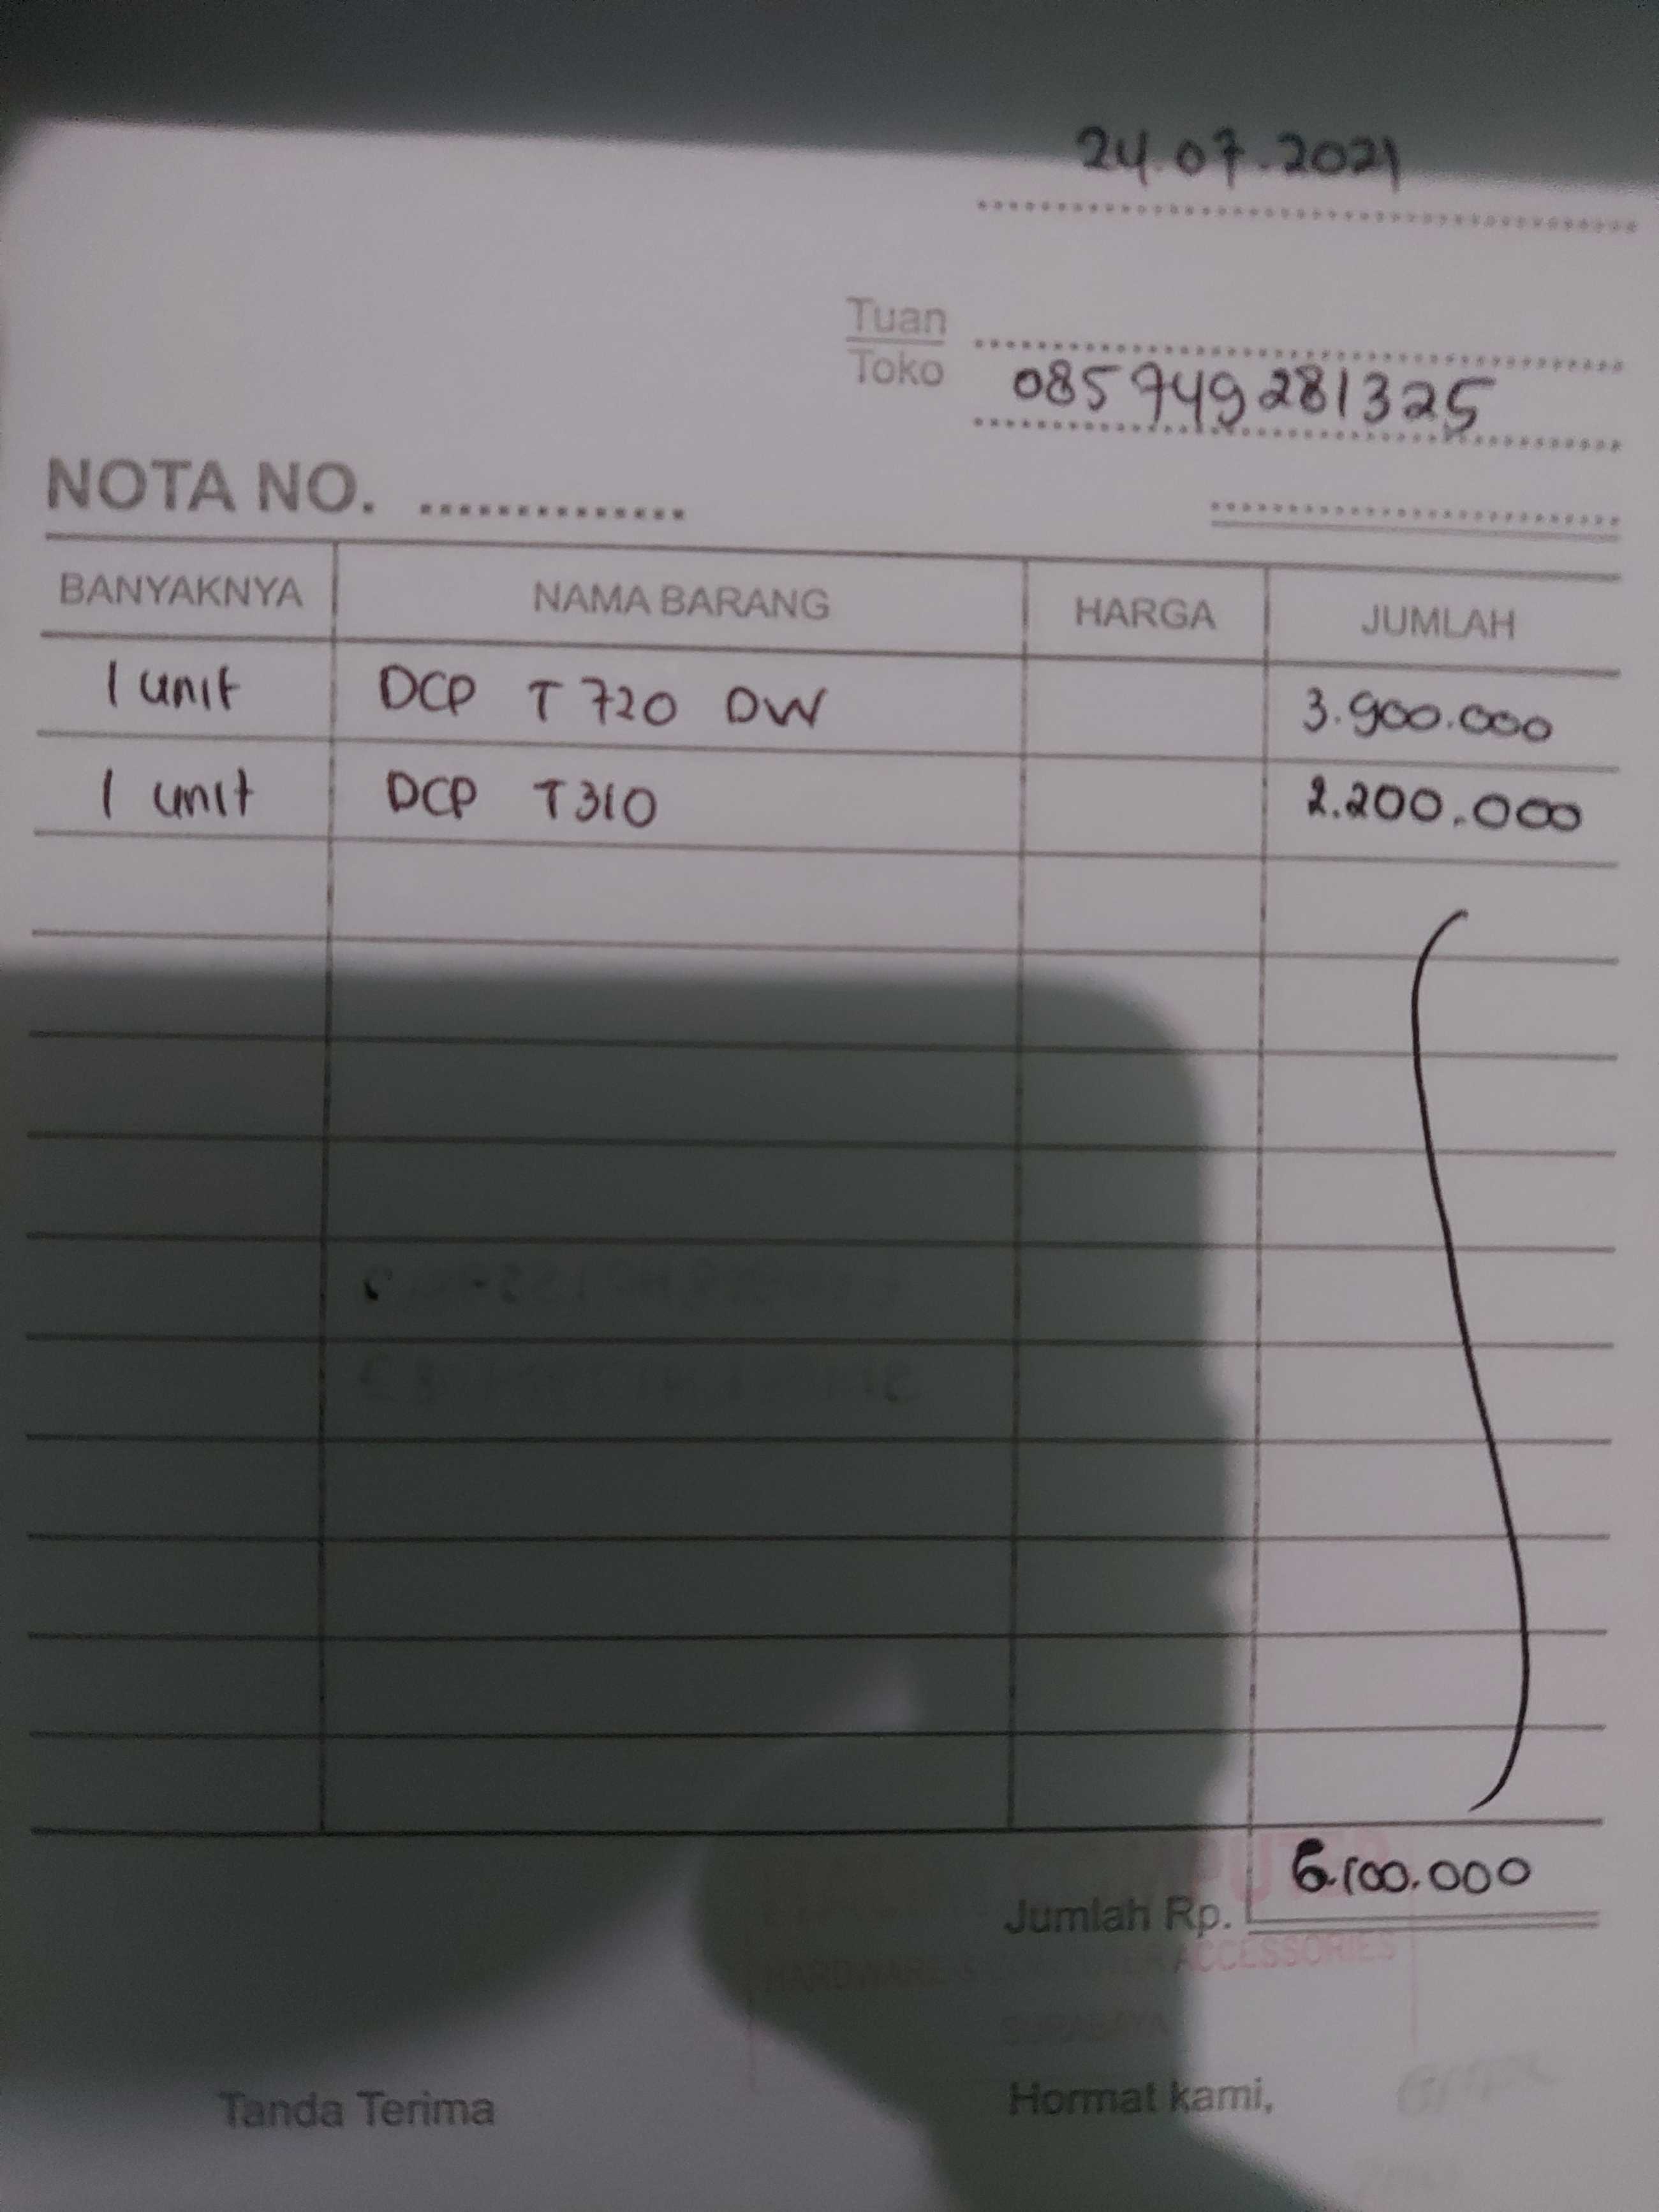 24.07.2021
Tuan
Toko 085949281325
NOTA NO. ..............
BANYAKNYA NAMA BARANG HARGA JUMLAH
1 unit DCP T720 DW 3.900.000
1 unit DCP T310 2.200.000
Jumlah Rp. 6.100.000
HARDWARE & ACCESSORIES
SURABAYA
Tanda Terima Hormat kami,